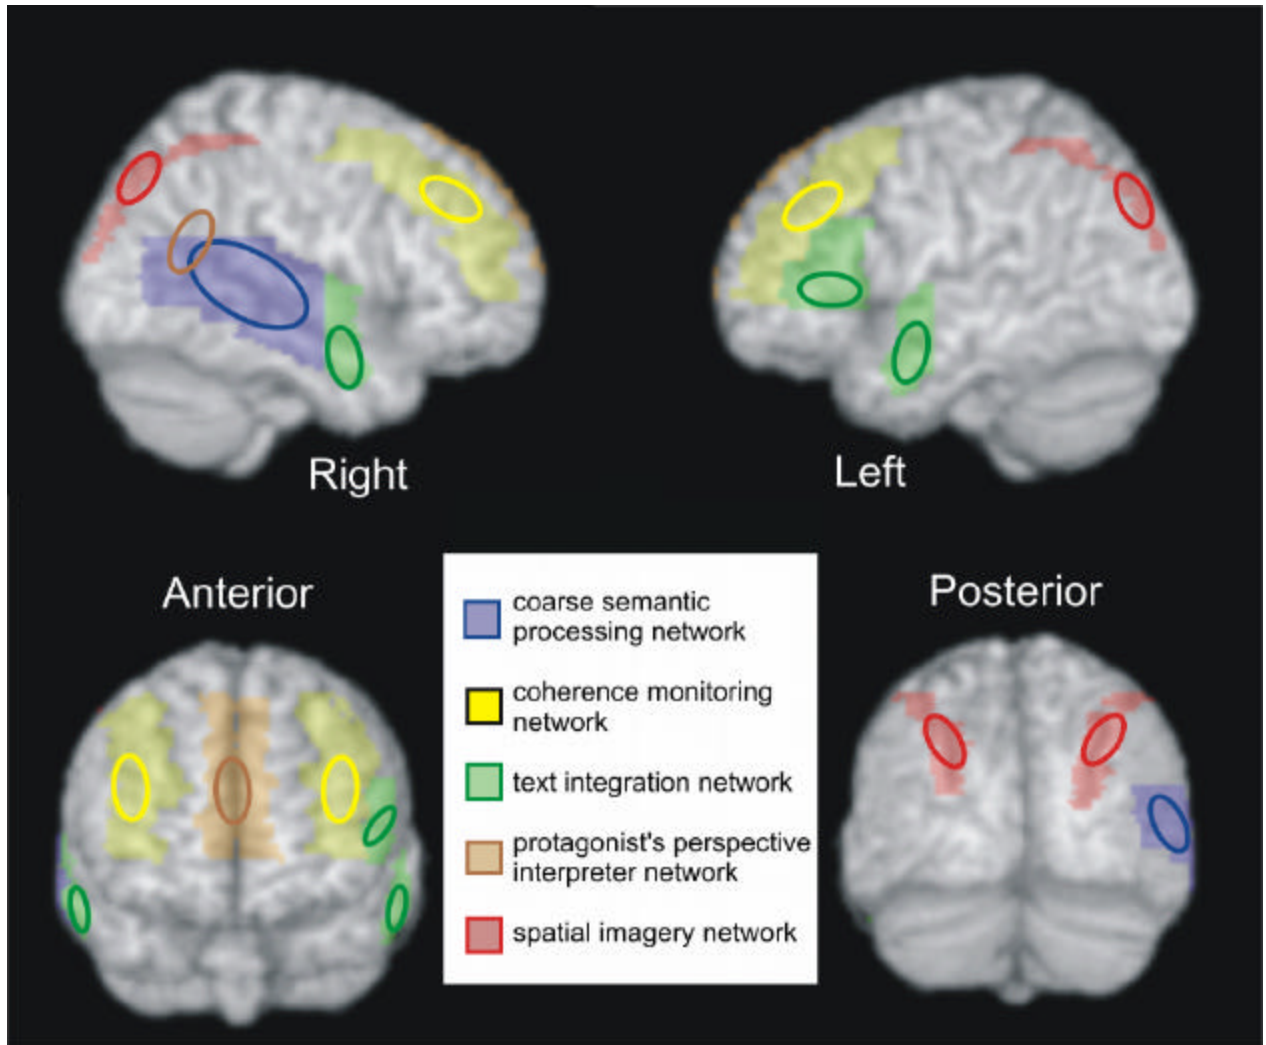 Right
Left
Anterior
Posterior
coarse semantic
processing network
coherence monitoring
network
text integration network
protagonist's perspective
interpreter network
spatial imagery network